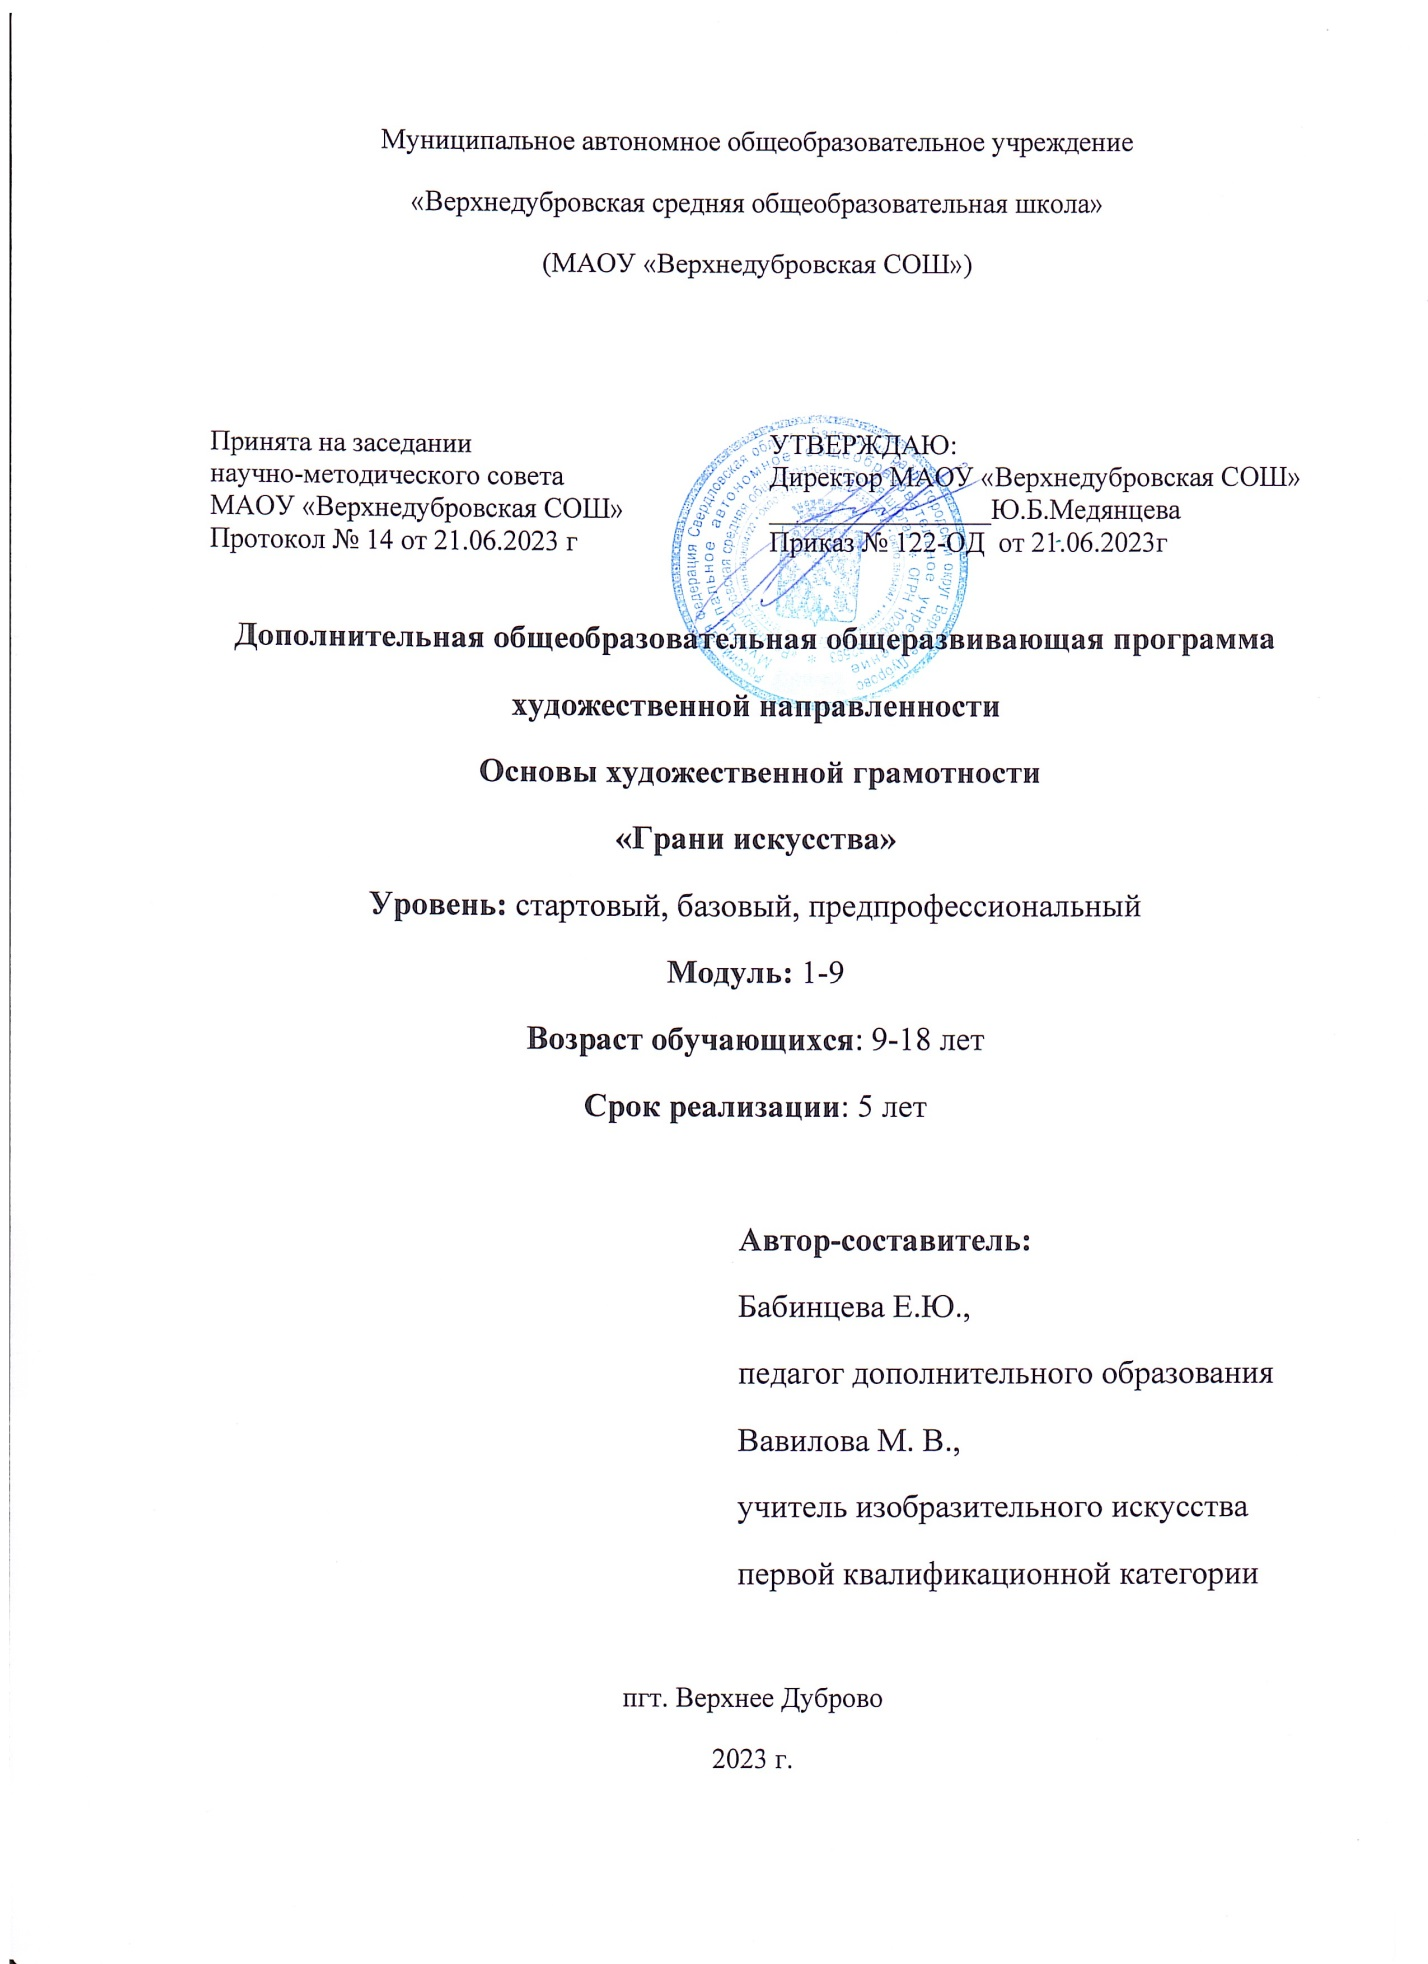 Муниципальное автономное общеобразовательное учреждение
«Верхнедубровская средняя общеобразовательная школа»
(МАОУ «Верхнедубровская СОШ»)
Принята на заседании
научно-методического совета
МАОУ «Верхнедубровская СОШ»
Протокол № 14 от 21.06.2023 г
УТВЕРЖДАЮ:
Директор МАОУ «Верхнедубровская СОШ»
________________Ю.Б.Медянцева
Приказ № 122-ОД от 21.06.2023г
Дополнительная общеобразовательная общеразвивающая программа
художественной направленности
Основы художественной грамотности
«Грани искусства»
Уровень: стартовый, базовый, предпрофессиональный
Модуль: 1-9
Возраст обучающихся: 9-18 лет
Срок реализации: 5 лет
Автор-составитель:
Бабинцева Е.Ю.,
педагог дополнительного образования
Вавилова М. В.,
учитель изобразительного искусства
первой квалификационной категории
пгт. Верхнее Дуброво
2023 г.